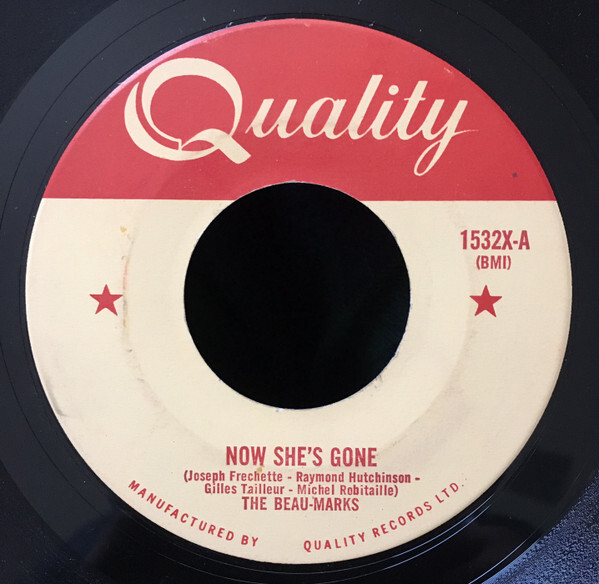 Quality
1532X-A
(BMI)
NOW SHE'S GONE
(Joseph Frechette - Raymond Hutchinson -
Gilles Tailleur - Michel Robitaille)
THE BEAU-MARKS
MANUFACTURED BY QUALITY RECORDS LTD.